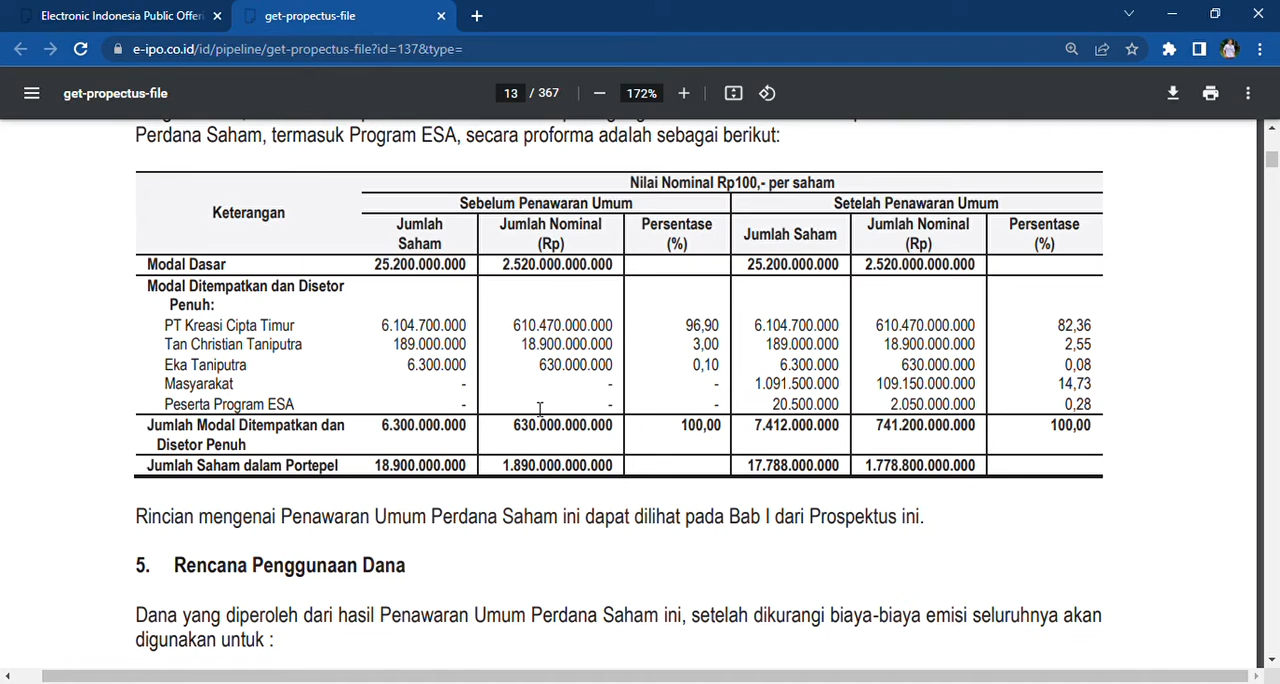 Electronic Indonesia Public Offeri
get-propectus-file
e-ipo.co.id/id/pipeline/get-propectus-file?id=137&type=
get-propectus-file
13 / 367
172%
Perdana Saham, termasuk Program ESA, secara proforma adalah sebagai berikut:
Nilai Nominal Rp100,- per saham
Keterangan Sebelum Penawaran Umum Setelah Penawaran Umum
Jumlah Saham Jumlah Nominal (Rp) Persentase (%) Jumlah Saham Jumlah Nominal (Rp) Persentase (%)
Modal Dasar 25.200.000.000 2.520.000.000.000 25.200.000.000 2.520.000.000.000
Modal Ditempatkan dan Disetor
Penuh:
PT Kreasi Cipta Timur 6.104.700.000 610.470.000.000 96,90 6.104.700.000 610.470.000.000 82,36
Tan Christian Taniputra 189.000.000 18.900.000.000 3,00 189.000.000 18.900.000.000 2,55
Eka Taniputra 6.300.000 630.000.000 0,10 6.300.000 630.000.000 0,08
Masyarakat - - - 1.091.500.000 109.150.000.000 14,73
Peserta Program ESA - - - 20.500.000 2.050.000.000 0,28
Jumlah Modal Ditempatkan dan 6.300.000.000 630.000.000.000 100,00 7.412.000.000 741.200.000.000 100,00
Disetor Penuh
Jumlah Saham dalam Portepel 18.900.000.000 1.890.000.000.000 17.788.000.000 1.778.800.000.000
Rincian mengenai Penawaran Umum Perdana Saham ini dapat dilihat pada Bab I dari Prospektus ini.
5. Rencana Penggunaan Dana
Dana yang diperoleh dari hasil Penawaran Umum Perdana Saham ini, setelah dikurangi biaya-biaya emisi seluruhnya akan
digunakan untuk :